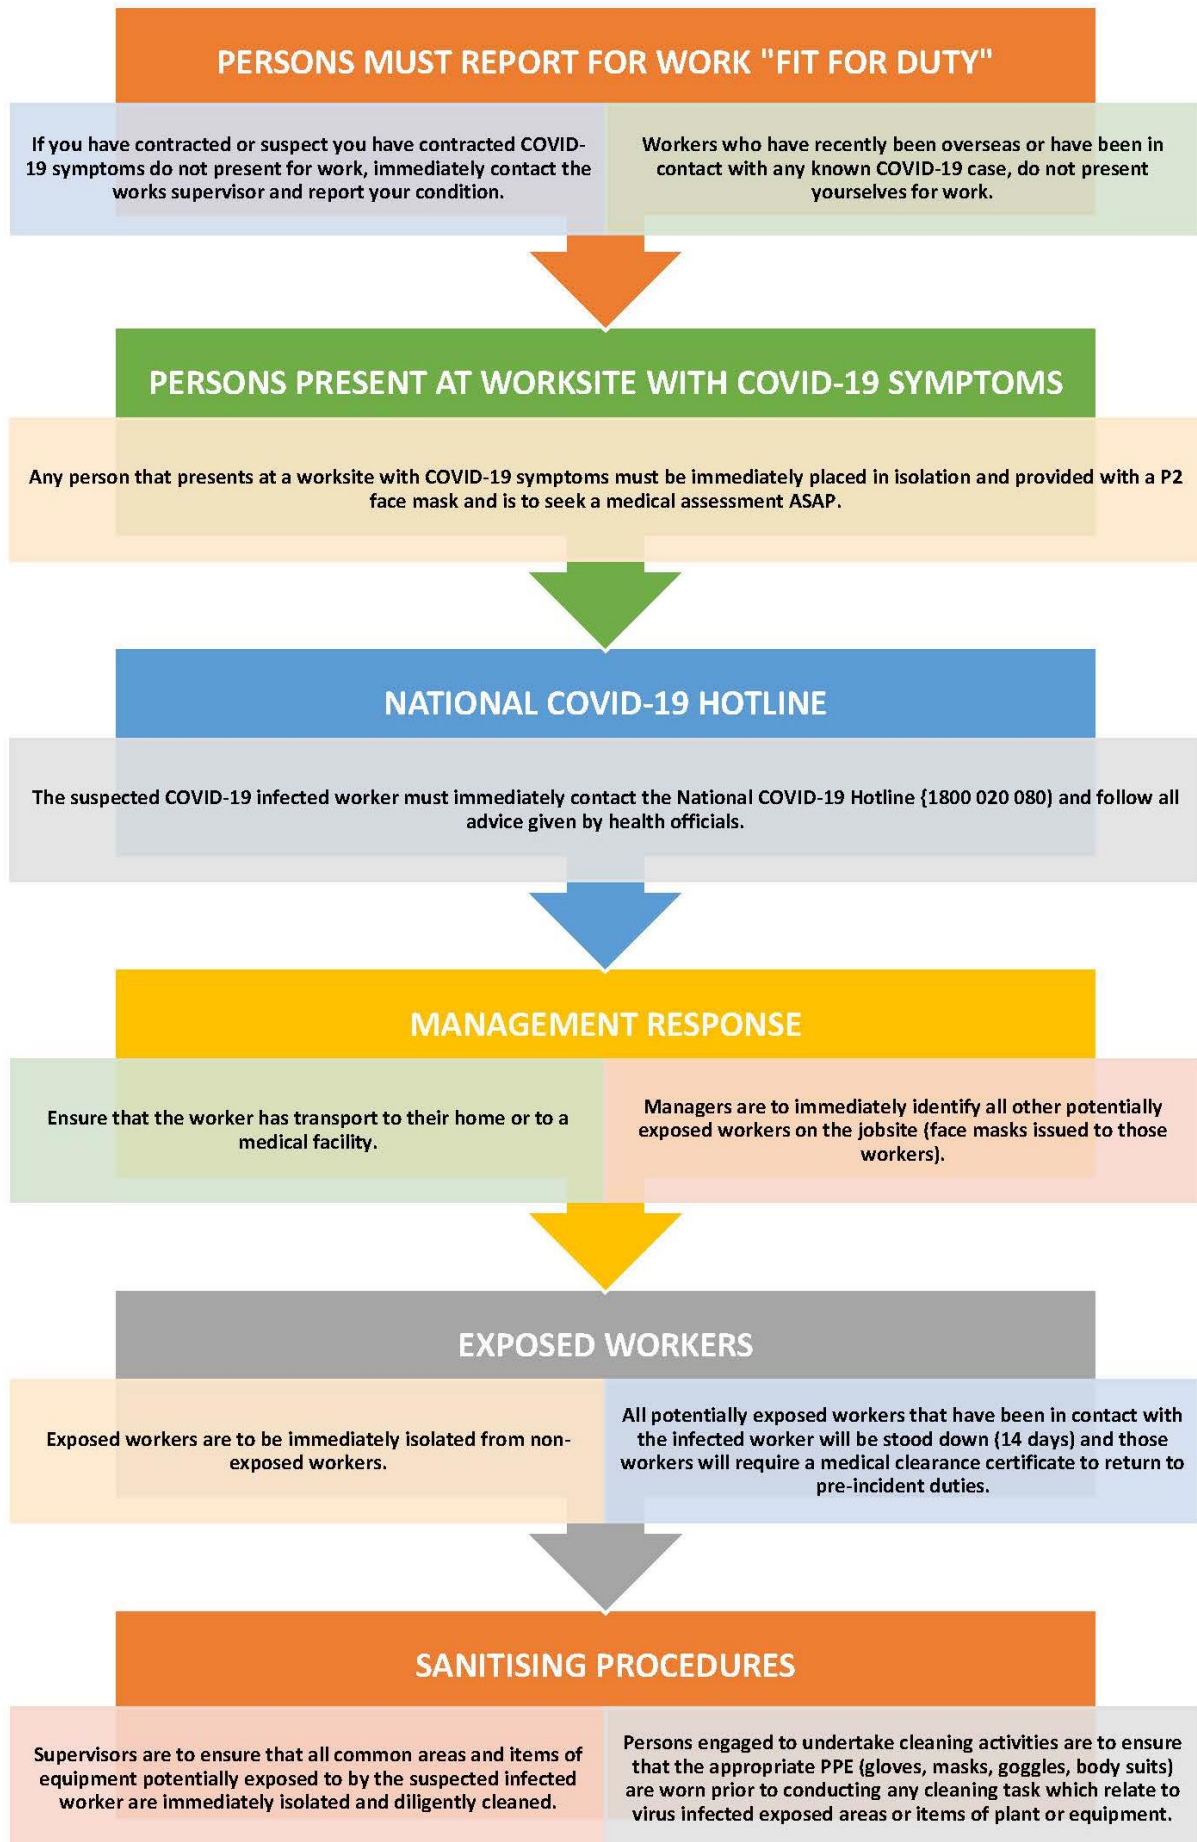 PERSONS MUST REPORT FOR WORK "FIT FOR DUTY"
If you have contracted or suspect you have contracted COVID-
19 symptoms do not present for work, immediately contact the
works supervisor and report your condition.
Workers who have recently been overseas or have been in
contact with any known COVID-19 case, do not present
yourselves for work.
PERSONS PRESENT AT WORKSITE WITH COVID-19 SYMPTOMS
Any person that presents at a worksite with COVID-19 symptoms must be immediately placed in isolation and provided with a P2
face mask and is to seek a medical assessment ASAP.
NATIONAL COVID-19 HOTLINE
The suspected COVID-19 infected worker must immediately contact the National COVID-19 Hotline {1800 020 080) and follow all
advice given by health officials.
MANAGEMENT RESPONSE
Ensure that the worker has transport to their home or to a
medical facility.
Managers are to immediately identify all other potentially
exposed workers on the jobsite (face masks issued to those
workers).
EXPOSED WORKERS
Exposed workers are to be immediately isolated from non-
exposed workers.
All potentially exposed workers that have been in contact with
the infected worker will be stood down (14 days) and those
workers will require a medical clearance certificate to return to
pre-incident duties.
SANITISING PROCEDURES
Supervisors are to ensure that all common areas and items of
equipment potentially exposed to by the suspected infected
worker are immediately isolated and diligently cleaned.
Persons engaged to undertake cleaning activities are to ensure
that the appropriate PPE (gloves, masks, goggles, body suits)
are worn prior to conducting any cleaning task which relate to
virus infected exposed areas or items of plant or equipment.